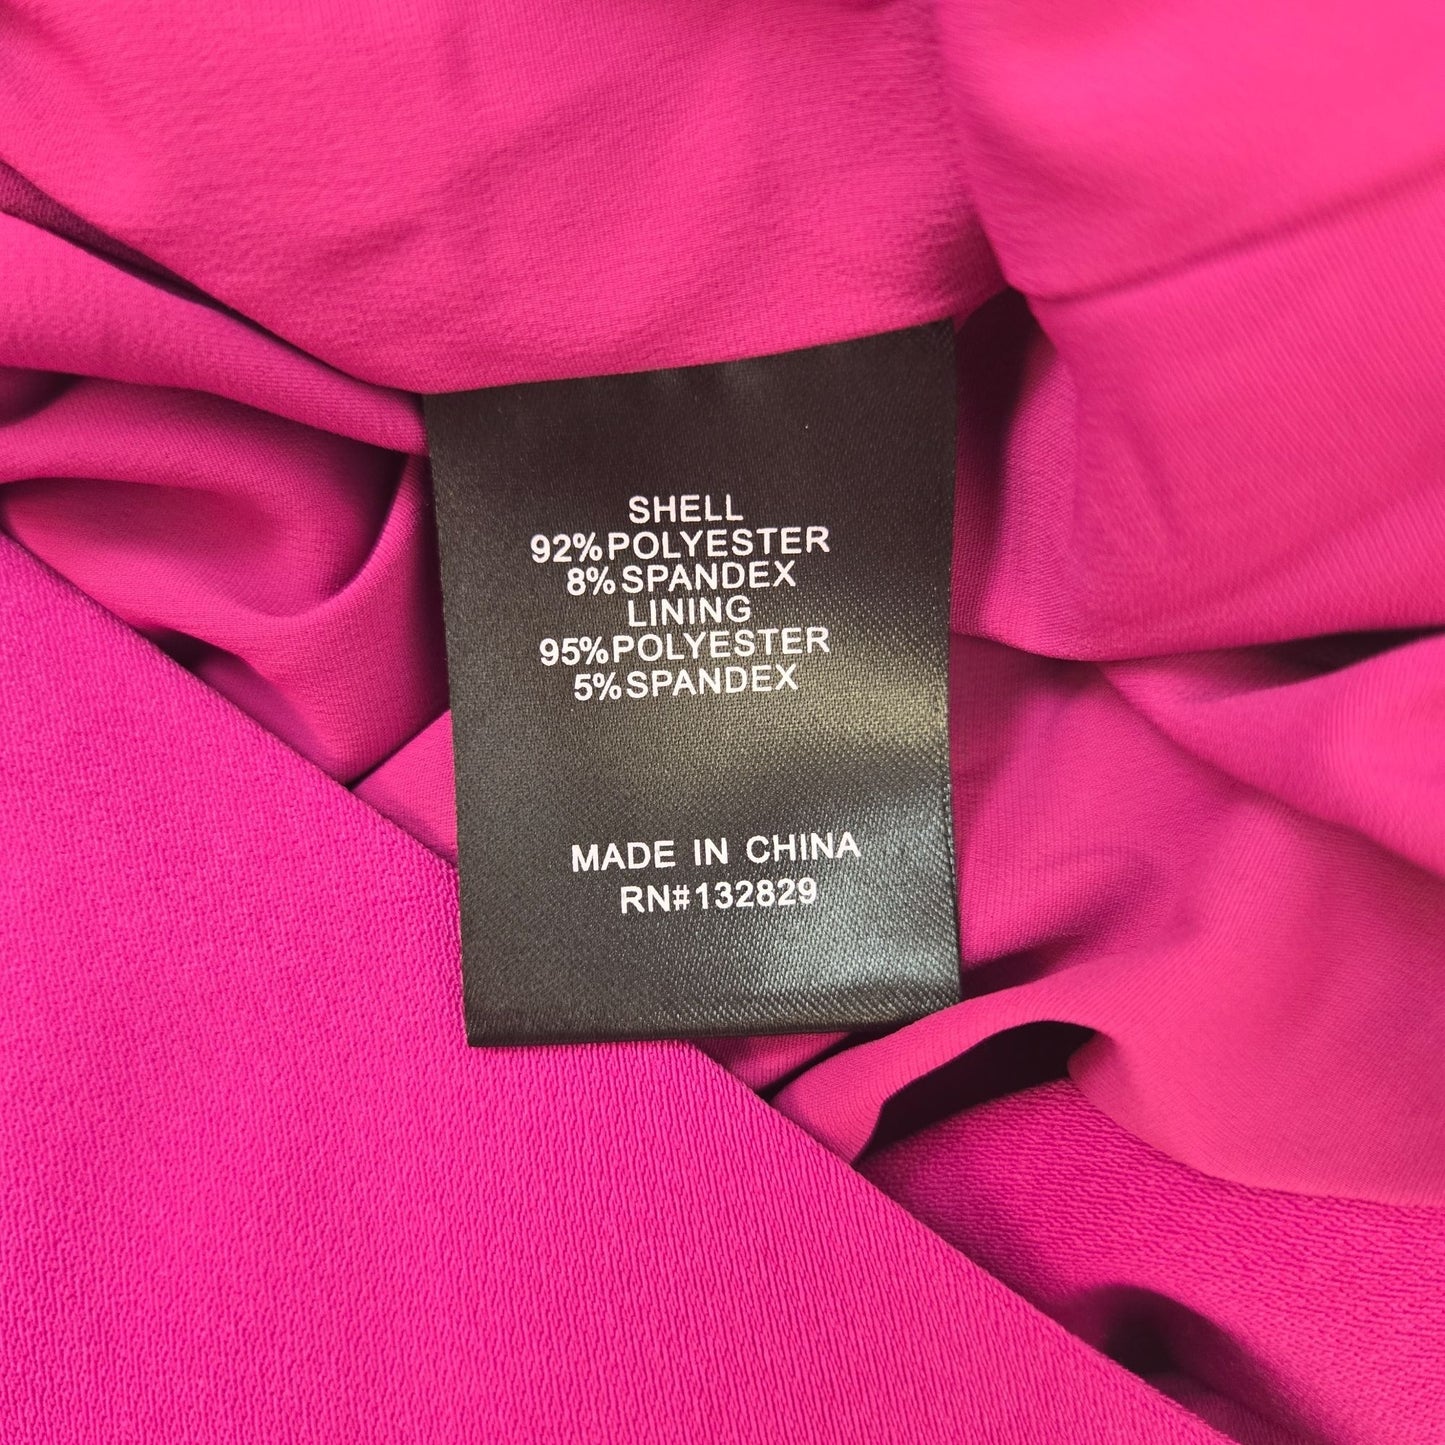 SHELL
92% POLYESTER
8% SPANDEX
LINING
95% POLYESTER
5% SPANDEX
MADE IN CHINA
RN#132829